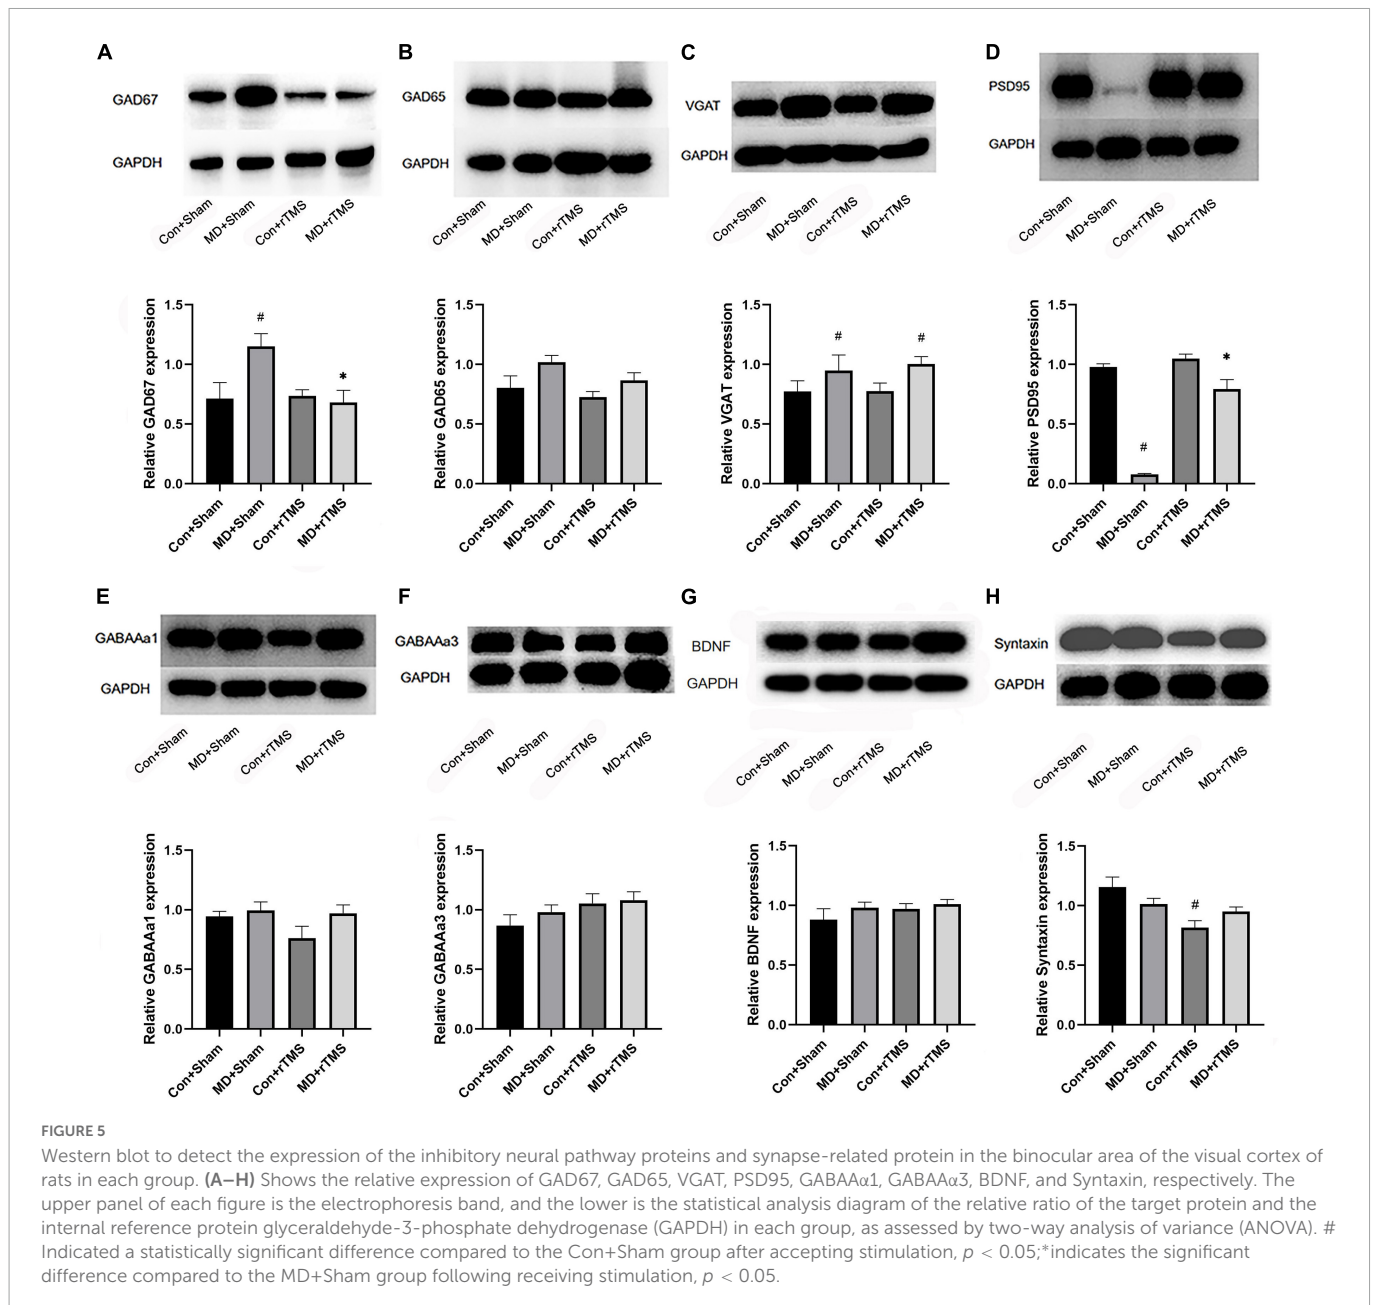 A
B
C
D
GAD67
GAPDH
Con+Sham
MD+Sham
Con+rTMS
MD+rTMS
GAD65
GAPDH
Con+Sham
MD+Sham
Con+rTMS
MD+rTMS
VGAT
GAPDH
Con+Sham
MD+Sham
Con+rTMS
MD+rTMS
PSD95
GAPDH
Con+Sham
MD+Sham
Con+rTMS
MD+rTMS
Relative GAD67 expression
1.5
1.0
0.5
0.0
#
*
Con+Sham
MD+Sham
Con+rTMS
MD+rTMS
Relative GAD65 expression
1.5
1.0
0.5
0.0
Con+Sham
MD+Sham
Con+rTMS
MD+rTMS
Relative VGAT expression
1.5
1.0
0.5
0.0
#
#
Con+Sham
MD+Sham
Con+rTMS
MD+rTMS
Relative PSD95 expression
1.5
1.0
0.5
0.0
#
*
Con+Sham
MD+Sham
Con+rTMS
MD+rTMS
E
F
G
H
GABAAa1
GAPDH
Con+Sham
MD+Sham
Con+rTMS
MD+rTMS
GABAAa3
GAPDH
Con+Sham
MD+Sham
Con+rTMS
MD+rTMS
BDNF
GAPDH
Con+Sham
MD+Sham
Con+rTMS
MD+rTMS
Syntaxin
GAPDH
Con+Sham
MD+Sham
Con+rTMS
MD+rTMS
Relative GABAAa1 expression
1.5
1.0
0.5
0.0
Con+Sham
MD+Sham
Con+rTMS
MD+rTMS
Relative GABAAa3 expression
1.5
1.0
0.5
0.0
Con+Sham
MD+Sham
Con+rTMS
MD+rTMS
Relative BDNF expression
1.5
1.0
0.5
0.0
Con+Sham
MD+Sham
Con+rTMS
MD+rTMS
Relative Syntaxin expression
1.5
1.0
0.5
0.0
#
Con+Sham
MD+Sham
Con+rTMS
MD+rTMS
FIGURE 5
Western blot to detect the expression of the inhibitory neural pathway proteins and synapse-related protein in the binocular area of the visual cortex of
rats in each group. (A–H) Shows the relative expression of GAD67, GAD65, VGAT, PSD95, GABAAα1, GABAAα3, BDNF, and Syntaxin, respectively. The
upper panel of each figure is the electrophoresis band, and the lower is the statistical analysis diagram of the relative ratio of the target protein and the
internal reference protein glyceraldehyde-3-phosphate dehydrogenase (GAPDH) in each group, as assessed by two-way analysis of variance (ANOVA). #
Indicated a statistically significant difference compared to the Con+Sham group after accepting stimulation, p < 0.05;*indicates the significant
difference compared to the MD+Sham group following receiving stimulation, p < 0.05.